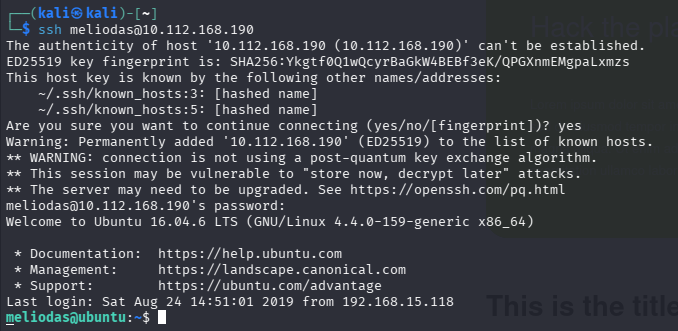 ┌──(kali㉿kali)-[~]
└─$ ssh meliodas@10.112.168.190
The authenticity of host '10.112.168.190 (10.112.168.190)' can't be established.
ED25519 key fingerprint is: SHA256:Ykgtf0Q1wQcyrBaGkW4BEBf3eK/QPGXnmEMgpaLxmzs
This host key is known by the following other names/addresses:
    ~/.ssh/known_hosts:3: [hashed name]
    ~/.ssh/known_hosts:5: [hashed name]
Are you sure you want to continue connecting (yes/no/[fingerprint])? yes
Warning: Permanently added '10.112.168.190' (ED25519) to the list of known hosts.
** WARNING: connection is not using a post-quantum key exchange algorithm.
** This session may be vulnerable to "store now, decrypt later" attacks.
** The server may need to be upgraded. See https://openssh.com/pq.html
meliodas@10.112.168.190's password:
Welcome to Ubuntu 16.04.6 LTS (GNU/Linux 4.4.0-159-generic x86_64)

 * Documentation:  https://help.ubuntu.com
 * Management:     https://landscape.canonical.com
 * Support:        https://ubuntu.com/advantage
Last login: Sat Aug 24 14:51:01 2019 from 192.168.15.118
meliodas@ubuntu:~$
Hack the pla
This is the title